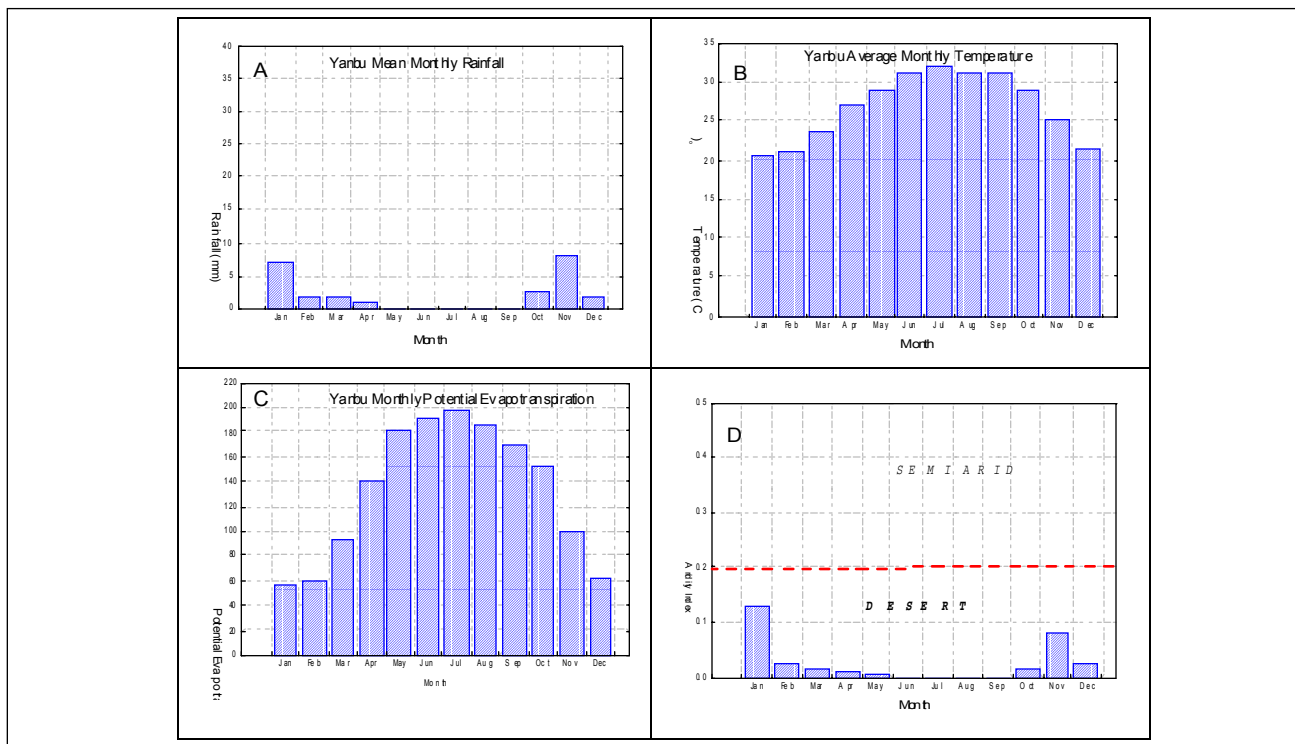 A
Yanbu Mean Monthly Rainfall
40
35
30
25
20
15
10
5
0
Rainfall (mm)
Jan Feb Mar Apr May Jun Jul Aug Sep Oct Nov Dec
Month
B
Yanbu Average Monthly Temperature
35
30
25
20
15
10
5
0
Temperature (C
°)
Jan Feb Mar Apr May Jun Jul Aug Sep Oct Nov Dec
Month
C
Yanbu Monthly Potential Evapotranspiration
220
200
180
160
140
120
100
80
60
40
20
0
Potential Evapot
Jan Feb Mar Apr May Jun Jul Aug Sep Oct Nov Dec
Month
D
0.5
0.4
0.3
0.2
0.1
0.0
Aridity Index
SEMIARID
DESERT
Jan Feb Mar Apr May Jun Jul Aug Sep Oct Nov Dec
Month